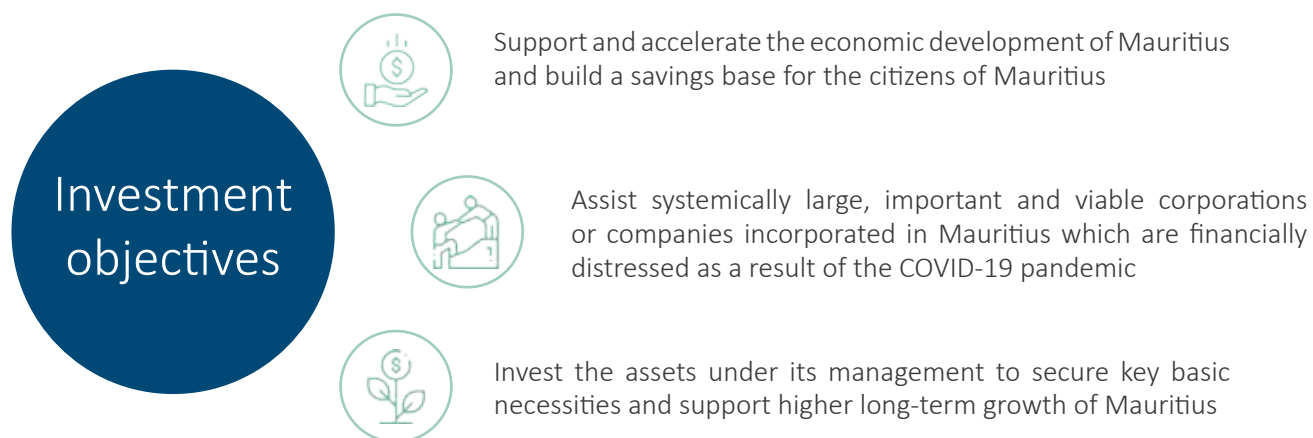 Investment
objectives
Support and accelerate the economic development of Mauritius
and build a savings base for the citizens of Mauritius
Assist systemically large, important and viable corporations
or companies incorporated in Mauritius which are financially
distressed as a result of the COVID-19 pandemic
Invest the assets under its management to secure key basic
necessities and support higher long-term growth of Mauritius